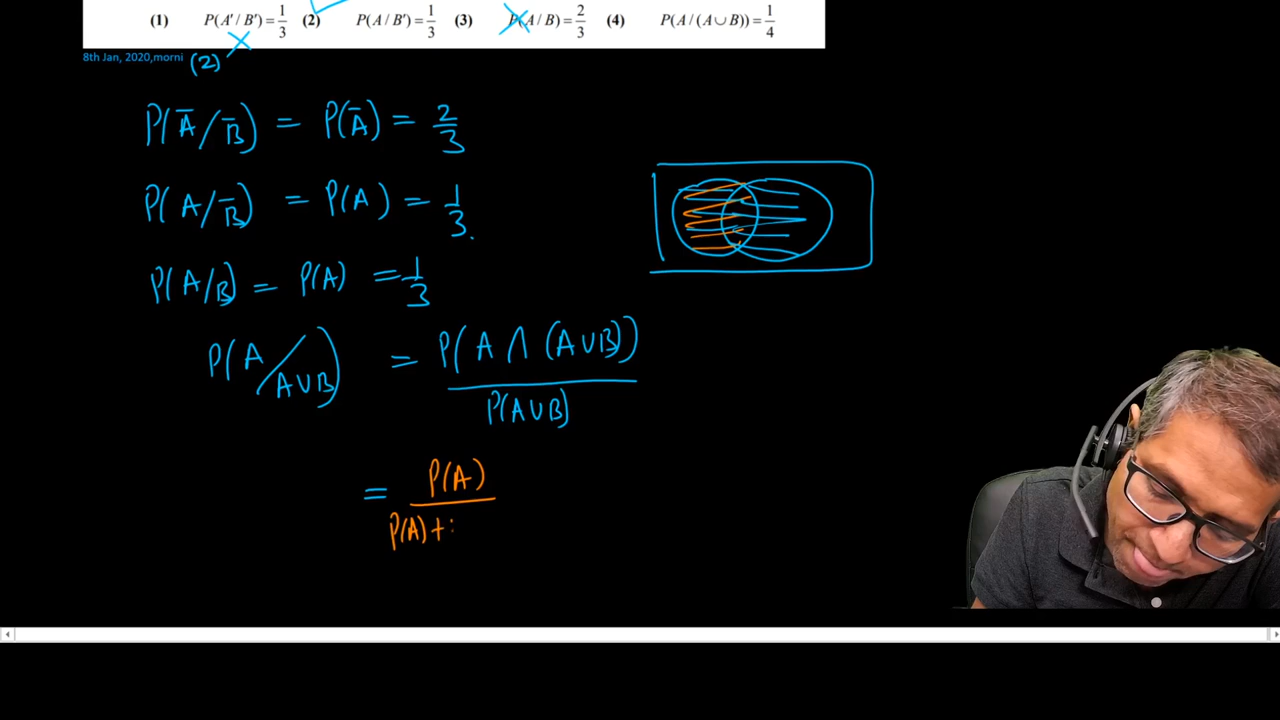 (1) P(A′/B′) = 1/3 (2) P(A/B′) = 1/3 (3) P(A/B) = 2/3 (4) P(A/(A∪B)) = 1/4
8th Jan, 2020,morni (2)
P(Ā/B̄) = P(Ā) = 2/3
P(A/B̄) = P(A) = 1/3.
P(A/B) = P(A) = 1/3
P(A/A∪B) = P(A ∩ (A∪B)) / P(A∪B)
= P(A) / P(A) +